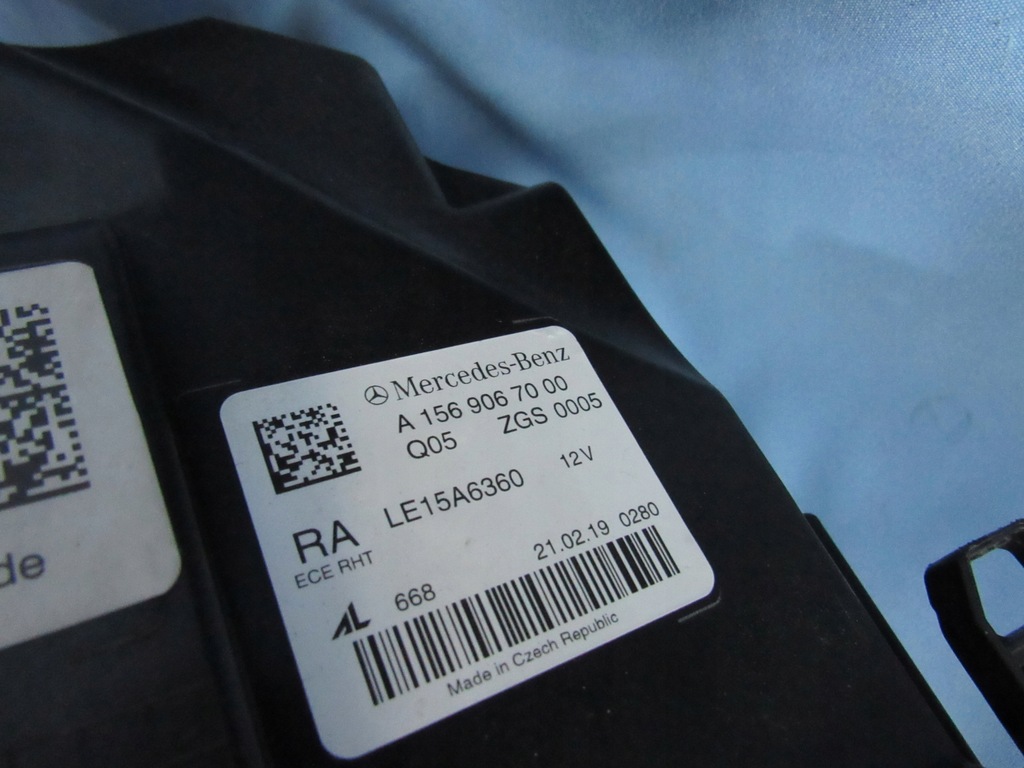 de
Mercedes-Benz
A 156 906 70 00
Q05 ZGS 0005
LE15A6360 12V
RA
ECE RHT
AL 668 21.02.19 0280
Made in Czech Republic